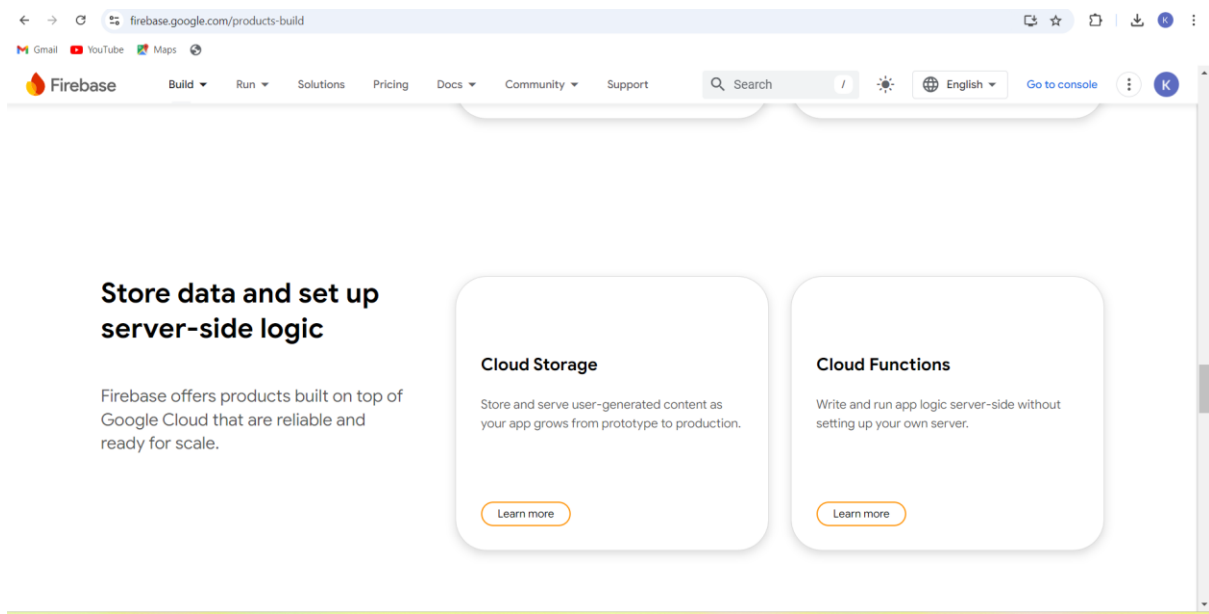 firebase.google.com/products-build
K
Gmail YouTube Maps
Firebase Build Run Solutions Pricing Docs Community Support Search / English Go to console K
Store data and set up
server-side logic
Firebase offers products built on top of
Google Cloud that are reliable and
ready for scale.
Cloud Storage
Store and serve user-generated content as
your app grows from prototype to production.
Learn more
Cloud Functions
Write and run app logic server-side without
setting up your own server.
Learn more